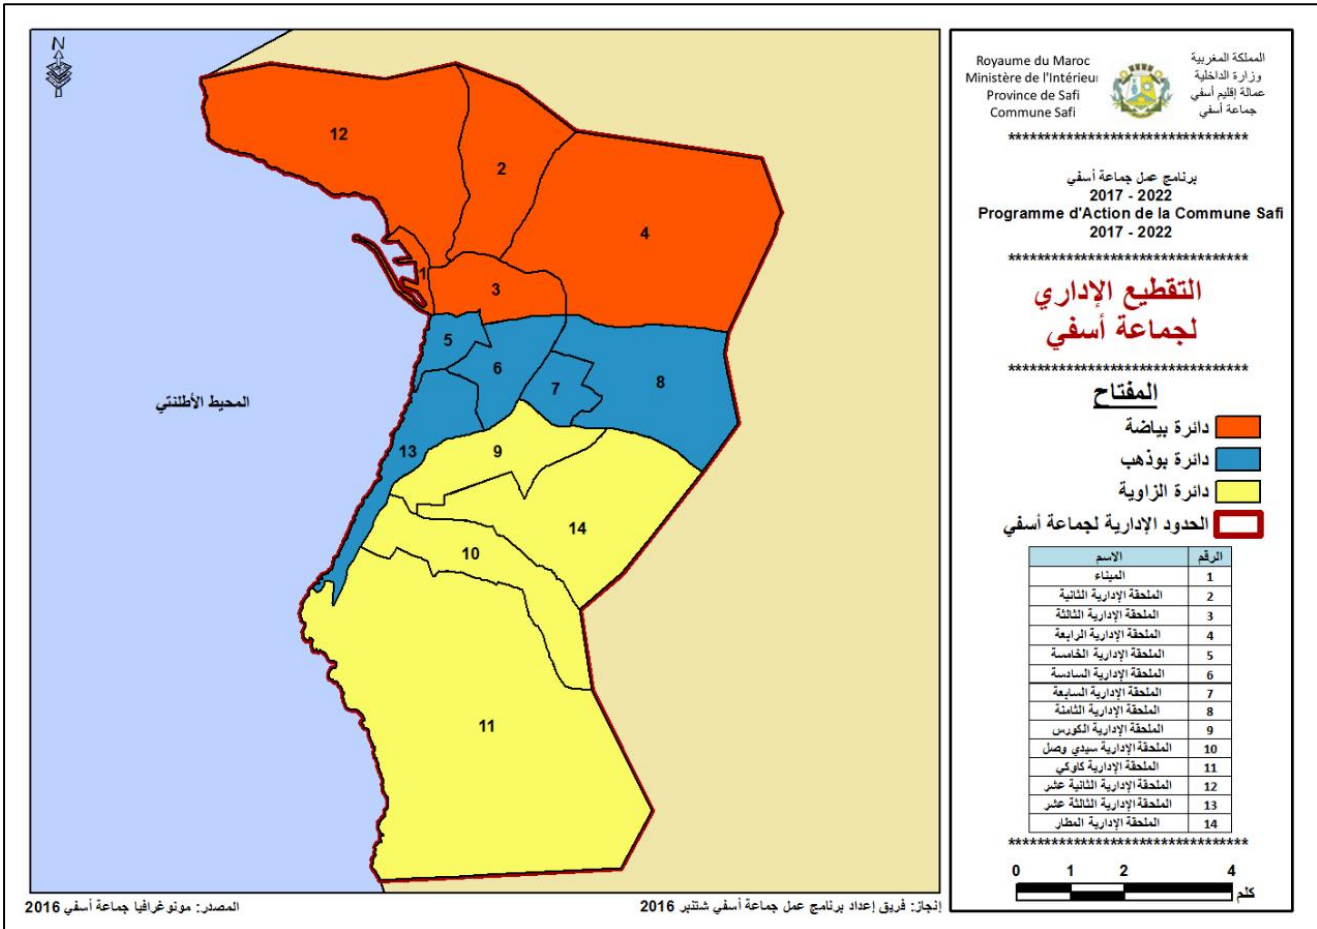 N
12
2
4
1
3
5
6
7
8
13
9
14
10
11
المحيط الأطلنتي
المصدر: مونوغرافيا جماعة أسفي 2016
إنجاز: فريق إعداد برنامج عمل جماعة أسفي شتنبر 2016
Royaume du Maroc
Ministère de l'Intérieu
Province de Safi
Commune Safi
المملكة المغربية
وزارة الداخلية
عمالة إقليم أسفي
جماعة أسفي
********************************
برنامج عمل جماعة أسفي
2017 - 2022
Programme d'Action de la Commune Safi
2017 - 2022
********************************
التقطيع الإداري
لجماعة أسفي
********************************
المفتاح
دائرة بياضة
دائرة بوذهب
دائرة الزاوية
الحدود الإدارية لجماعة أسفي
الرقم الاسم
1 الميناء
2 الملحقة الإدارية الثانية
3 الملحقة الإدارية الثالثة
4 الملحقة الإدارية الرابعة
5 الملحقة الإدارية الخامسة
6 الملحقة الإدارية السادسة
7 الملحقة الإدارية السابعة
8 الملحقة الإدارية الثامنة
9 الملحقة الإدارية الكورس
10 الملحقة الإدارية سيدي وصل
11 الملحقة الإدارية كاوكي
12 الملحقة الإدارية الثانية عشر
13 الملحقة الإدارية الثالثة عشر
14 الملحقة الإدارية المطار
********************************
0 1 2 4
كلم